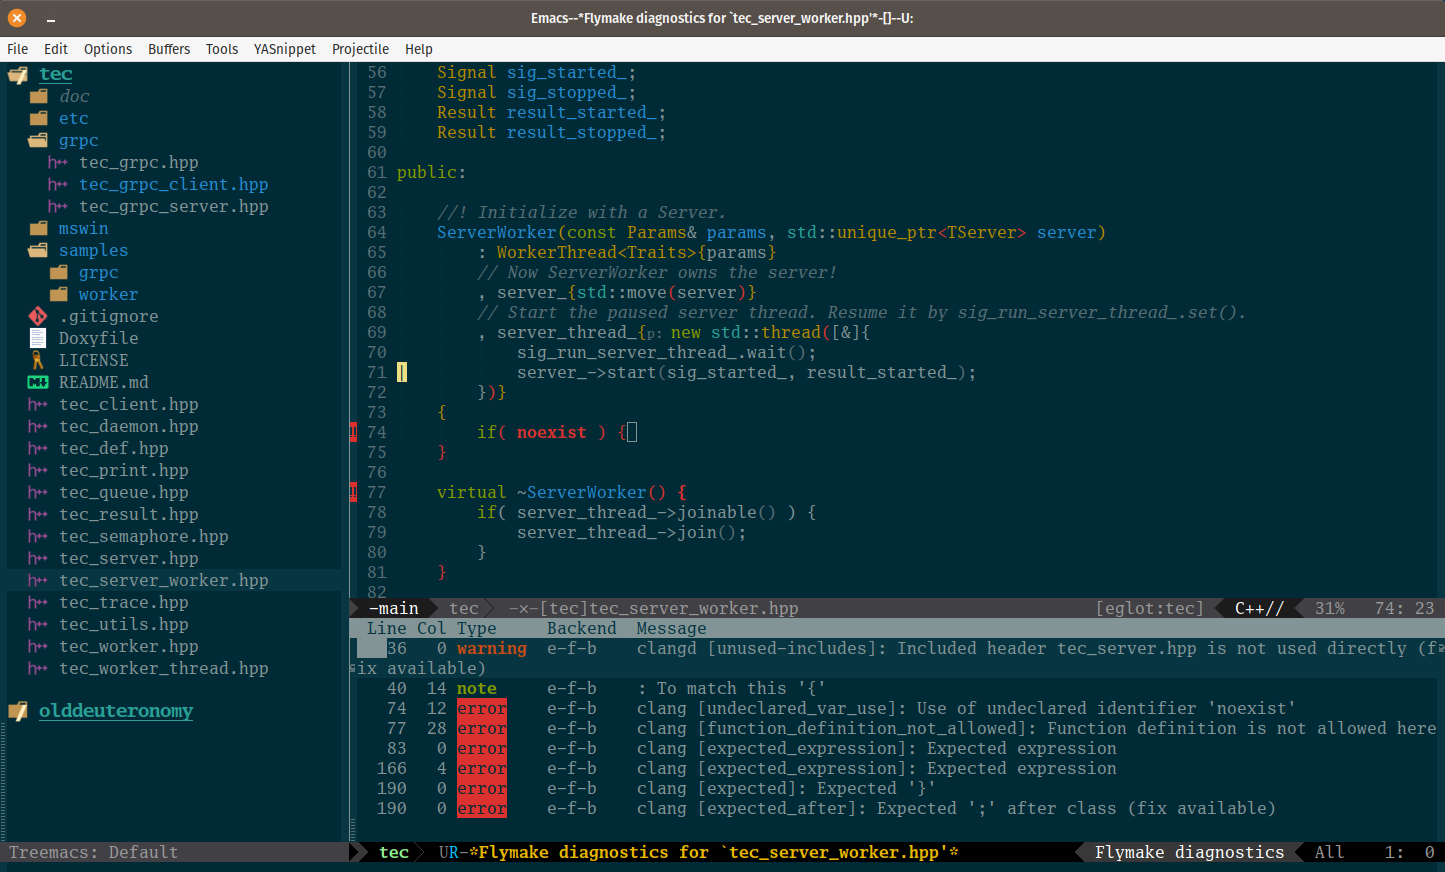 Emacs--*Flymake diagnostics for `tec_server_worker.hpp'*-[]--U:
File Edit Options Buffers Tools YASnippet Projectile Help
tec
doc
etc
grpc
h++ tec_grpc.hpp
h++ tec_grpc_client.hpp
h++ tec_grpc_server.hpp
mswin
samples
grpc
worker
.gitignore
Doxyfile
LICENSE
M↓ README.md
h++ tec_client.hpp
h++ tec_daemon.hpp
h++ tec_def.hpp
h++ tec_print.hpp
h++ tec_queue.hpp
h++ tec_result.hpp
h++ tec_semaphore.hpp
h++ tec_server.hpp
h++ tec_server_worker.hpp
h++ tec_trace.hpp
h++ tec_utils.hpp
h++ tec_worker.hpp
h++ tec_worker_thread.hpp
olddeuteronomy
Treemacs: Default
56 Signal sig_started_;
57 Signal sig_stopped_;
58 Result result_started_;
59 Result result_stopped_;
60
61 public:
62
63 //! Initialize with a Server.
64 ServerWorker(const Params& params, std::unique_ptr<TServer> server)
65 : WorkerThread<Traits>{params}
66 // Now ServerWorker owns the server!
67 , server_{std::move(server)}
68 // Start the paused server thread. Resume it by sig_run_server_thread_.set().
69 , server_thread_{p: new std::thread([&]{
70 sig_run_server_thread_.wait();
71 server_->start(sig_started_, result_started_);
72 })}
73 {
! 74 if( noexist ) {
75 }
76
! 77 virtual ~ServerWorker() {
78 if( server_thread_->joinable() ) {
79 server_thread_->join();
80 }
81 }
82
-main tec -×-[tec]tec_server_worker.hpp [eglot:tec] C++// 31% 74: 23
Line Col Type Backend Message
36 0 warning e-f-b clangd [unused-includes]: Included header tec_server.hpp is not used directly (f
ix available)
40 14 note e-f-b : To match this '{'
74 12 error e-f-b clang [undeclared_var_use]: Use of undeclared identifier 'noexist'
77 28 error e-f-b clang [function_definition_not_allowed]: Function definition is not allowed here
83 0 error e-f-b clang [expected_expression]: Expected expression
166 4 error e-f-b clang [expected_expression]: Expected expression
190 0 error e-f-b clang [expected]: Expected '}'
190 0 error e-f-b clang [expected_after]: Expected ';' after class (fix available)
tec UR-*Flymake diagnostics for `tec_server_worker.hpp'* Flymake diagnostics All 1: 0